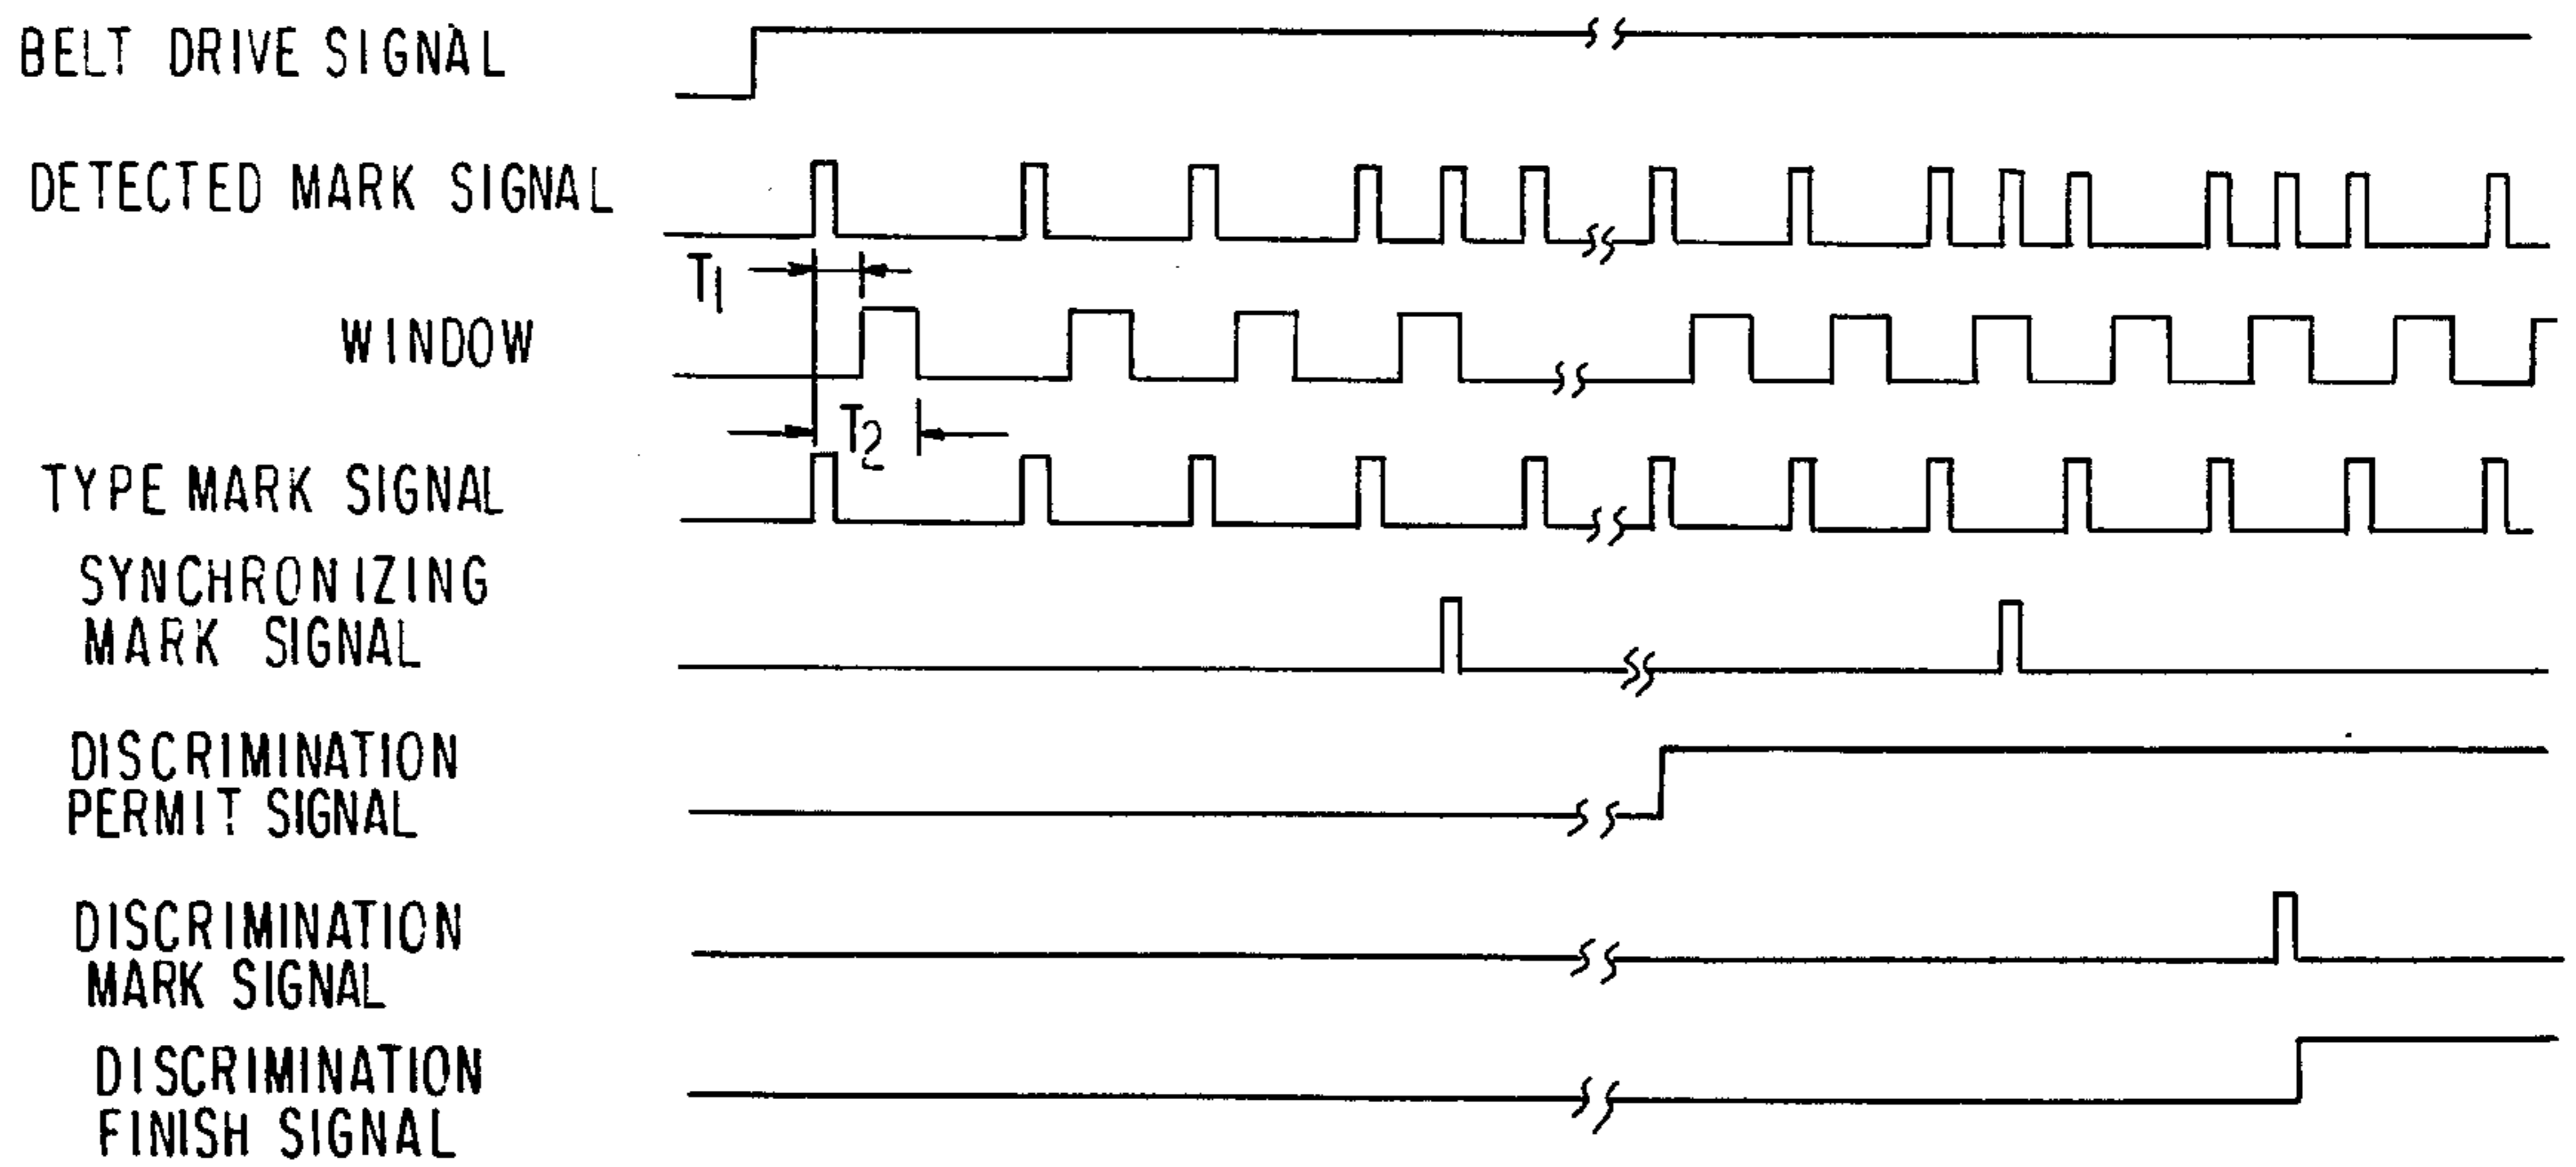 BELT DRIVE SIGNAL
DETECTED MARK SIGNAL
T1
WINDOW
T2
TYPE MARK SIGNAL
SYNCHRONIZING
MARK SIGNAL
DISCRIMINATION
PERMIT SIGNAL
DISCRIMINATION
MARK SIGNAL
DISCRIMINATION
FINISH SIGNAL